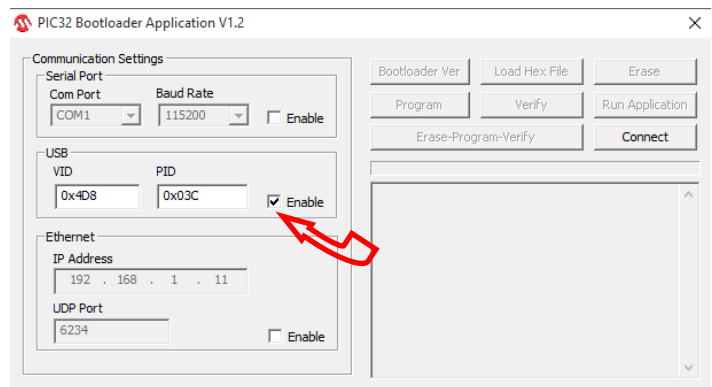 PIC32 Bootloader Application V1.2
Communication Settings
Serial Port
Com Port Baud Rate
COM1 115200 Enable
USB
VID PID
0x4D8 0x03C Enable
Ethernet
IP Address
192 . 168 . 1 . 11
UDP Port
6234 Enable
Bootloader Ver Load Hex File Erase
Program Verify Run Application
Erase-Program-Verify Connect